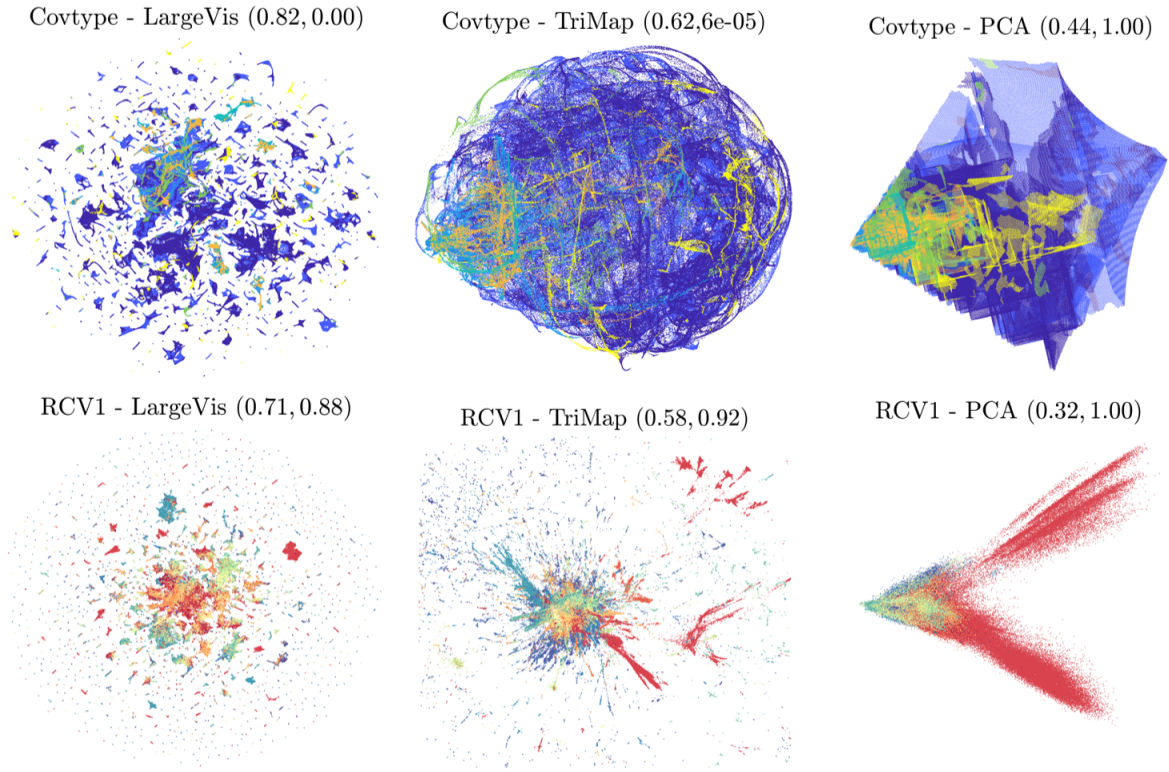 Covtype - LargeVis (0.82, 0.00)
Covtype - TriMap (0.62,6e-05)
Covtype - PCA (0.44, 1.00)
RCV1 - LargeVis (0.71, 0.88)
RCV1 - TriMap (0.58, 0.92)
RCV1 - PCA (0.32, 1.00)